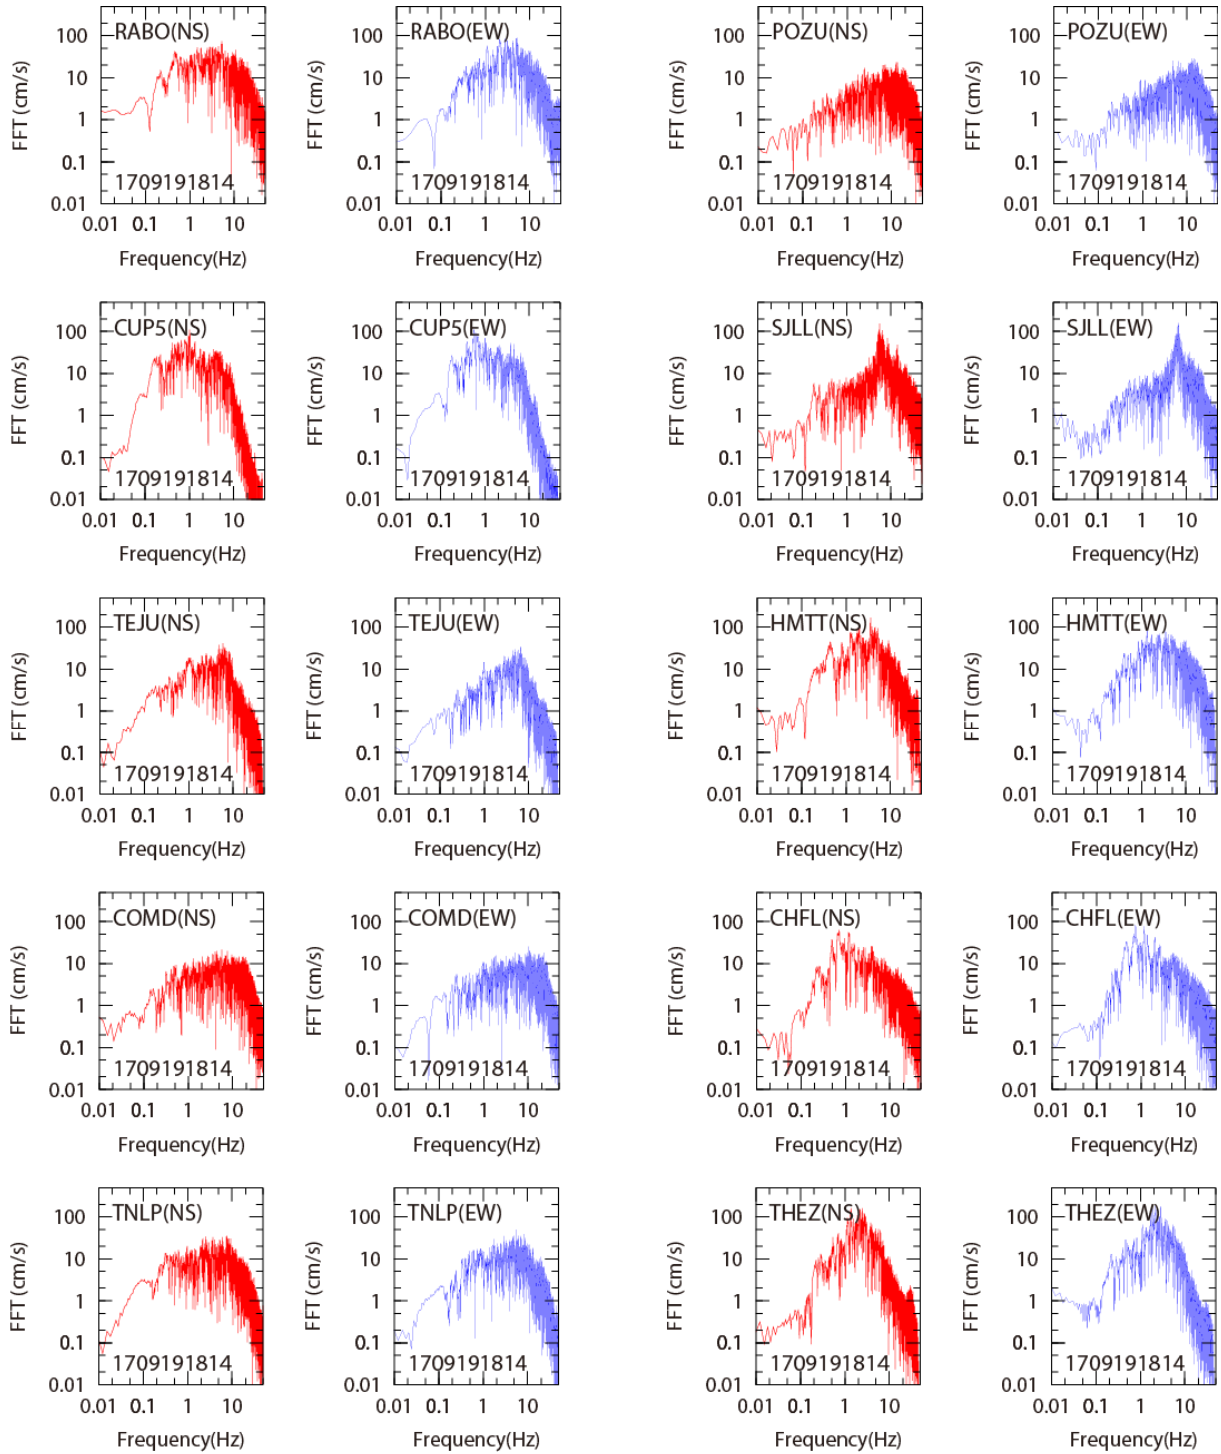 RABO(NS)
100
10
1
0.1
0.01
FFT (cm/s)
1709191814
0.01 0.1 1 10
Frequency(Hz)
RABO(EW)
100
10
1
0.1
0.01
FFT (cm/s)
1709191814
0.01 0.1 1 10
Frequency(Hz)
POZU(NS)
100
10
1
0.1
0.01
FFT (cm/s)
1709191814
0.01 0.1 1 10
Frequency(Hz)
POZU(EW)
100
10
1
0.1
0.01
FFT (cm/s)
1709191814
0.01 0.1 1 10
Frequency(Hz)
CUP5(NS)
100
10
1
0.1
0.01
FFT (cm/s)
1709191814
0.01 0.1 1 10
Frequency(Hz)
CUP5(EW)
100
10
1
0.1
0.01
FFT (cm/s)
1709191814
0.01 0.1 1 10
Frequency(Hz)
SJLL(NS)
100
10
1
0.1
0.01
FFT (cm/s)
1709191814
0.01 0.1 1 10
Frequency(Hz)
SJLL(EW)
100
10
1
0.1
0.01
FFT (cm/s)
1709191814
0.01 0.1 1 10
Frequency(Hz)
TEJU(NS)
100
10
1
0.1
0.01
FFT (cm/s)
1709191814
0.01 0.1 1 10
Frequency(Hz)
TEJU(EW)
100
10
1
0.1
0.01
FFT (cm/s)
1709191814
0.01 0.1 1 10
Frequency(Hz)
HMTT(NS)
100
10
1
0.1
0.01
FFT (cm/s)
1709191814
0.01 0.1 1 10
Frequency(Hz)
HMTT(EW)
100
10
1
0.1
0.01
FFT (cm/s)
1709191814
0.01 0.1 1 10
Frequency(Hz)
COMD(NS)
100
10
1
0.1
0.01
FFT (cm/s)
1709191814
0.01 0.1 1 10
Frequency(Hz)
COMD(EW)
100
10
1
0.1
0.01
FFT (cm/s)
1709191814
0.01 0.1 1 10
Frequency(Hz)
CHFL(NS)
100
10
1
0.1
0.01
FFT (cm/s)
1709191814
0.01 0.1 1 10
Frequency(Hz)
CHFL(EW)
100
10
1
0.1
0.01
FFT (cm/s)
1709191814
0.01 0.1 1 10
Frequency(Hz)
TNLP(NS)
100
10
1
0.1
0.01
FFT (cm/s)
1709191814
0.01 0.1 1 10
Frequency(Hz)
TNLP(EW)
100
10
1
0.1
0.01
FFT (cm/s)
1709191814
0.01 0.1 1 10
Frequency(Hz)
THEZ(NS)
100
10
1
0.1
0.01
FFT (cm/s)
1709191814
0.01 0.1 1 10
Frequency(Hz)
THEZ(EW)
100
10
1
0.1
0.01
FFT (cm/s)
1709191814
0.01 0.1 1 10
Frequency(Hz)